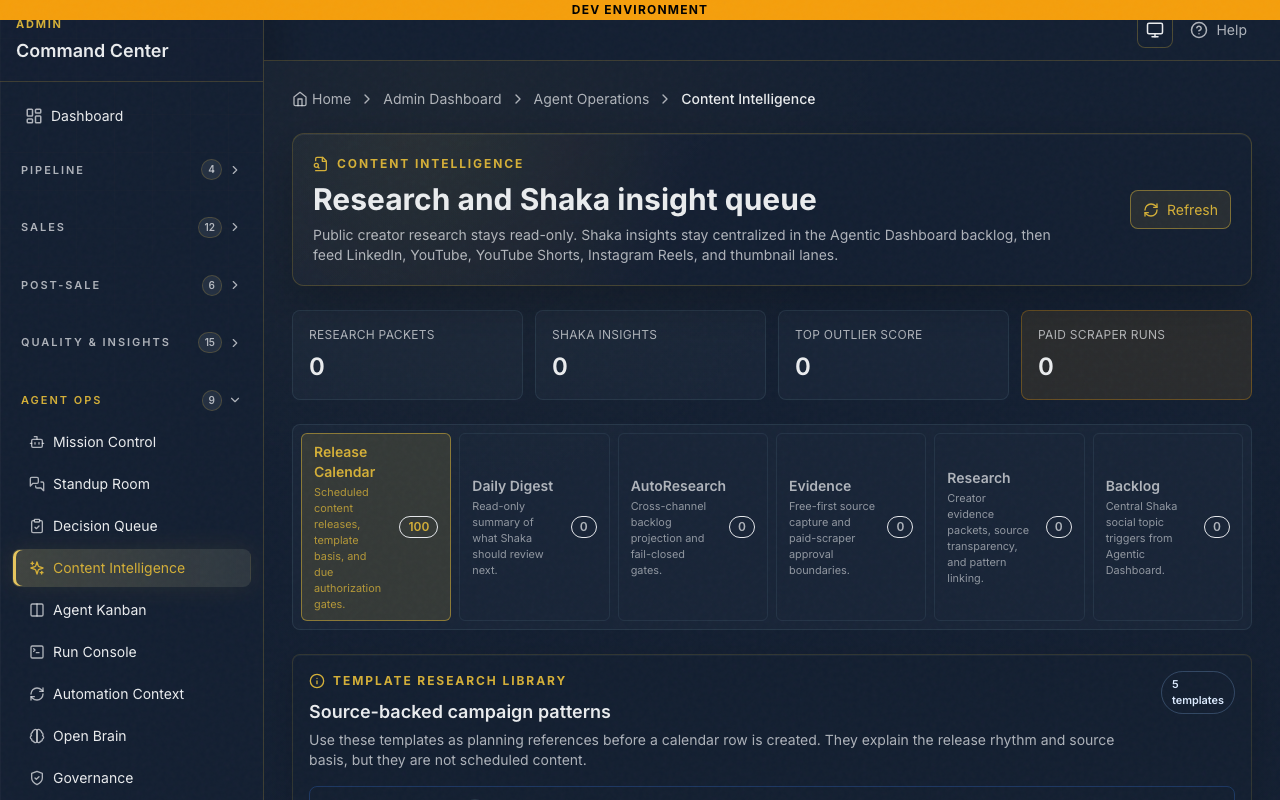 DEV ENVIRONMENT
ADMIN
Command Center
Help
Dashboard
PIPELINE 4
SALES 12
POST-SALE 6
QUALITY & INSIGHTS 15
AGENT OPS 9
Mission Control
Standup Room
Decision Queue
Content Intelligence
Agent Kanban
Run Console
Automation Context
Open Brain
Governance
Home > Admin Dashboard > Agent Operations > Content Intelligence
CONTENT INTELLIGENCE
Research and Shaka insight queue
Public creator research stays read-only. Shaka insights stay centralized in the Agentic Dashboard backlog, then
feed LinkedIn, YouTube, YouTube Shorts, Instagram Reels, and thumbnail lanes.
Refresh
RESEARCH PACKETS
0
SHAKA INSIGHTS
0
TOP OUTLIER SCORE
0
PAID SCRAPER RUNS
0
Release
Calendar
Scheduled
content
releases,
template
basis, and
due
authorization
gates.
100
Daily Digest
Read-only
summary of
what Shaka
should review
next.
0
AutoResearch
Cross-channel
backlog
projection and
fail-closed
gates.
0
Evidence
Free-first source
capture and
paid-scraper
approval
boundaries.
0
Research
Creator
evidence
packets, source
transparency,
and pattern
linking.
0
Backlog
Central Shaka
social topic
triggers from
Agentic
Dashboard.
0
TEMPLATE RESEARCH LIBRARY
Source-backed campaign patterns
Use these templates as planning references before a calendar row is created. They explain the release rhythm and source
basis, but they are not scheduled content.
5
templates